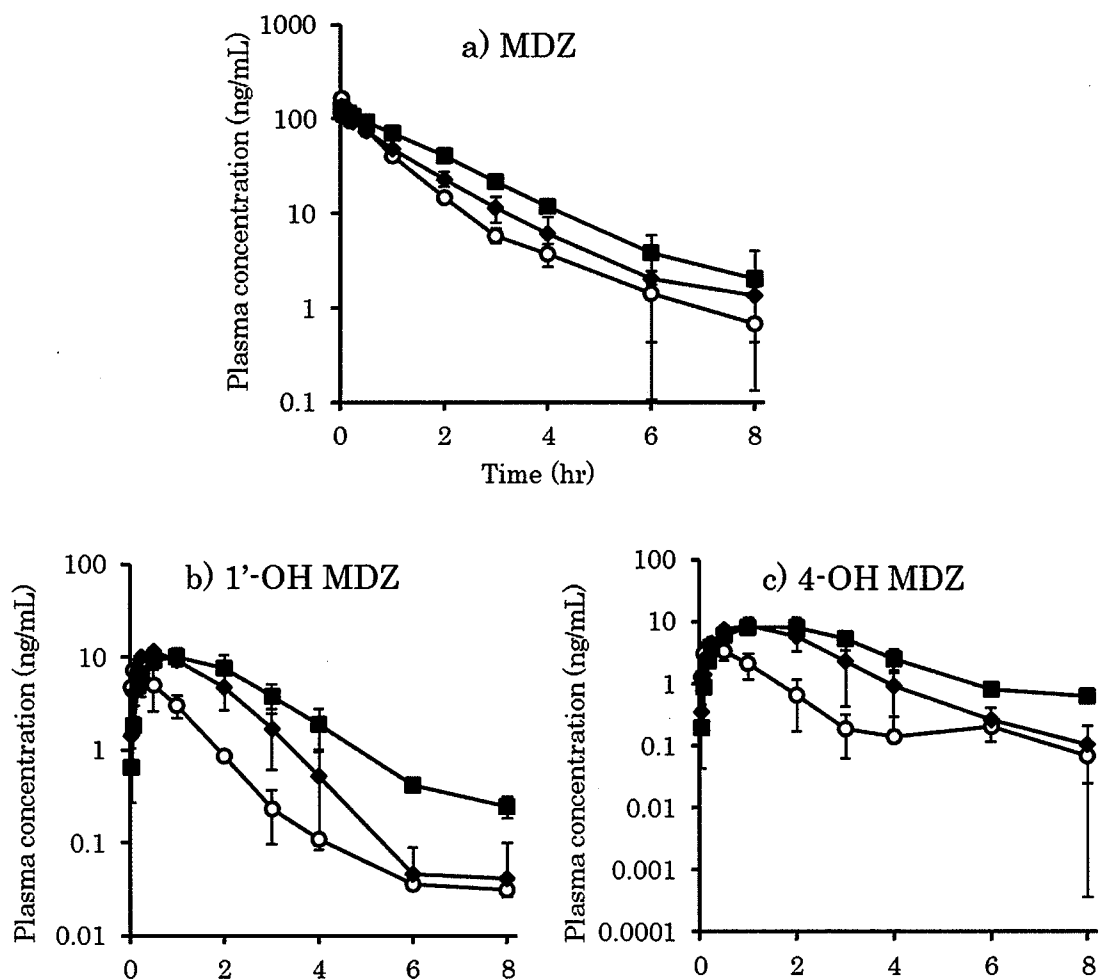 a) MDZ
Plasma concentration (ng/mL)
1000
100
10
1
0.1
0 2 4 6 8
Time (hr)
b) 1'-OH MDZ
Plasma concentration (ng/mL)
100
10
1
0.1
0.01
0 2 4 6 8
c) 4-OH MDZ
Plasma concentration (ng/mL)
100
10
1
0.1
0.01
0.001
0.0001
0 2 4 6 8